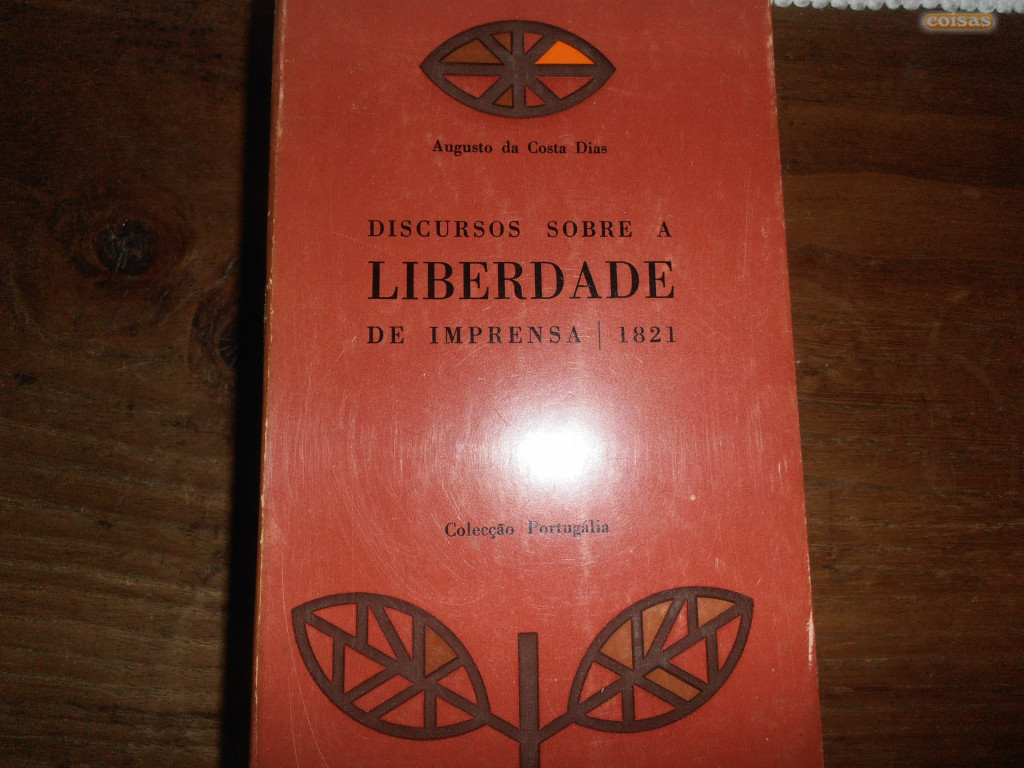 coisas
Augusto da Costa Dias
DISCURSOS SOBRE A
LIBERDADE
DE IMPRENSA | 1821
Colecção Portugália